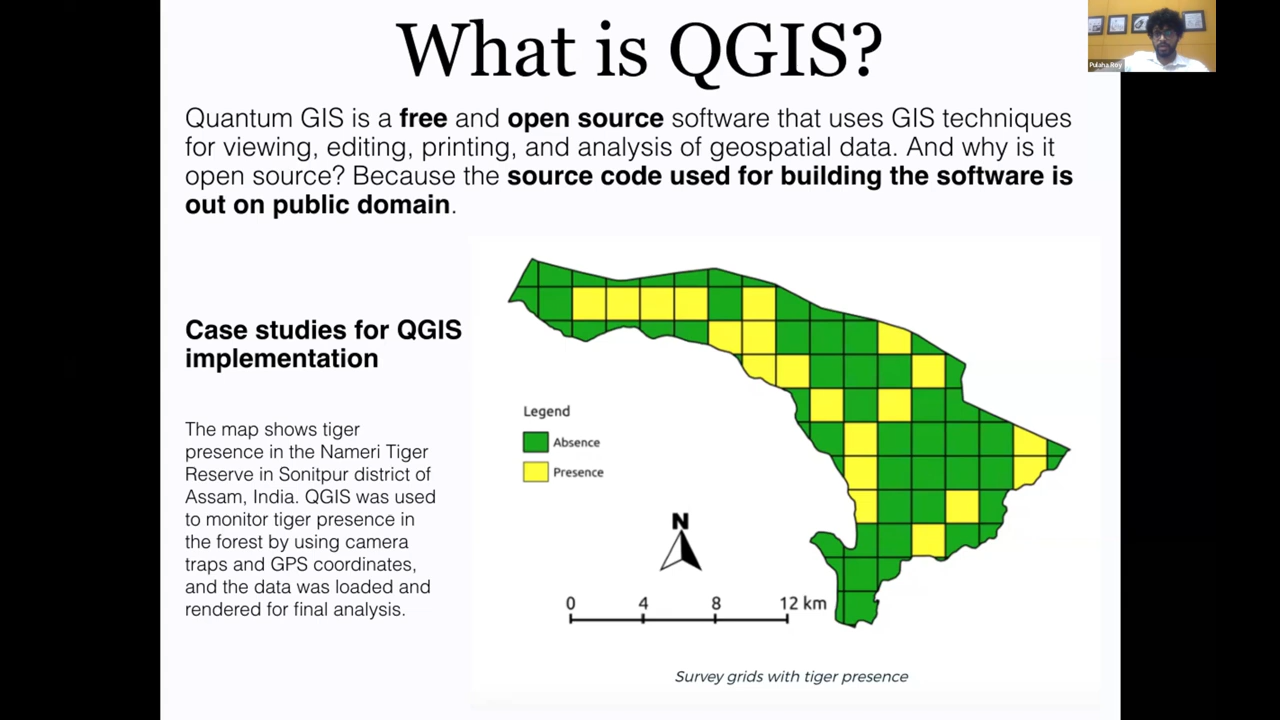 What is QGIS?
Pulaha Roy
Quantum GIS is a free and open source software that uses GIS techniques
for viewing, editing, printing, and analysis of geospatial data. And why is it
open source? Because the source code used for building the software is
out on public domain.
Case studies for QGIS
implementation
The map shows tiger
presence in the Nameri Tiger
Reserve in Sonitpur district of
Assam, India. QGIS was used
to monitor tiger presence in
the forest by using camera
traps and GPS coordinates,
and the data was loaded and
rendered for final analysis.
Legend
Absence
Presence
N
0 4 8 12 km
Survey grids with tiger presence